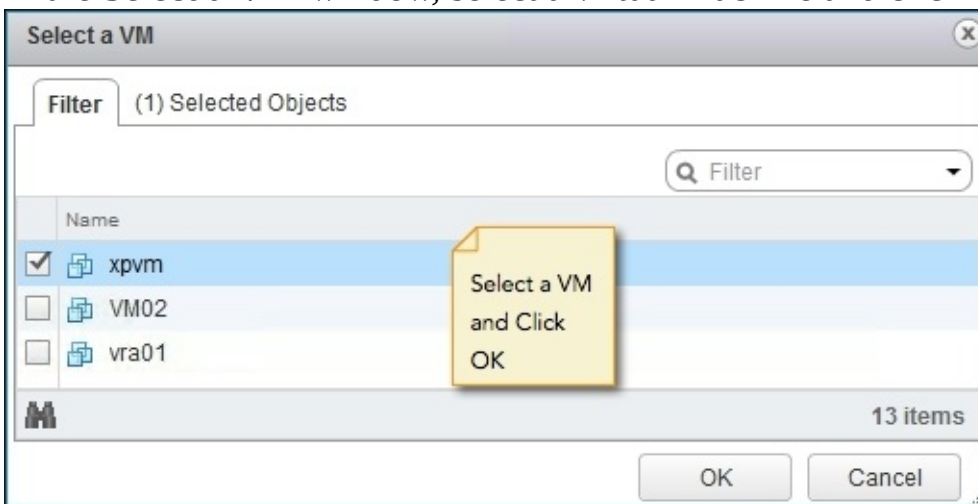 Select a VM
Filter (1) Selected Objects
Filter
Name
xpvm
VM02
vra01
Select a VM
and Click
OK
13 items
OK Cancel